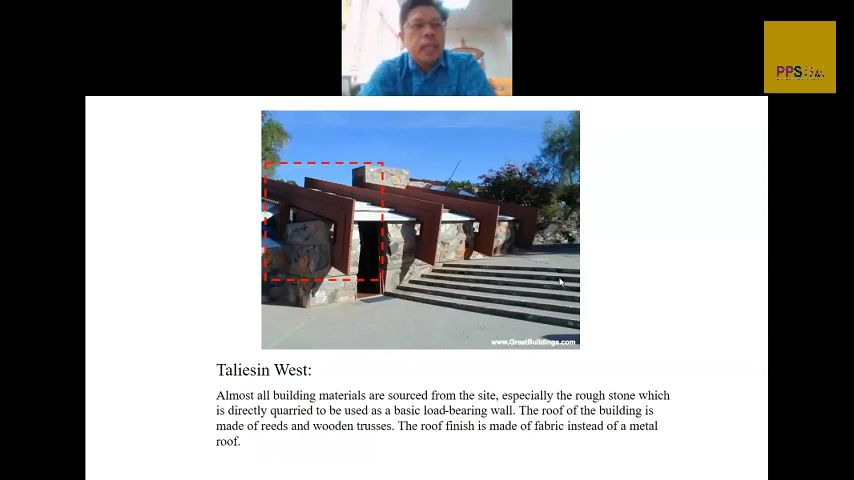 PPS
www.GreatBuildings.com
Taliesin West:
Almost all building materials are sourced from the site, especially the rough stone which
is directly quarried to be used as a basic load-bearing wall. The roof of the building is
made of reeds and wooden trusses. The roof finish is made of fabric instead of a metal
roof.